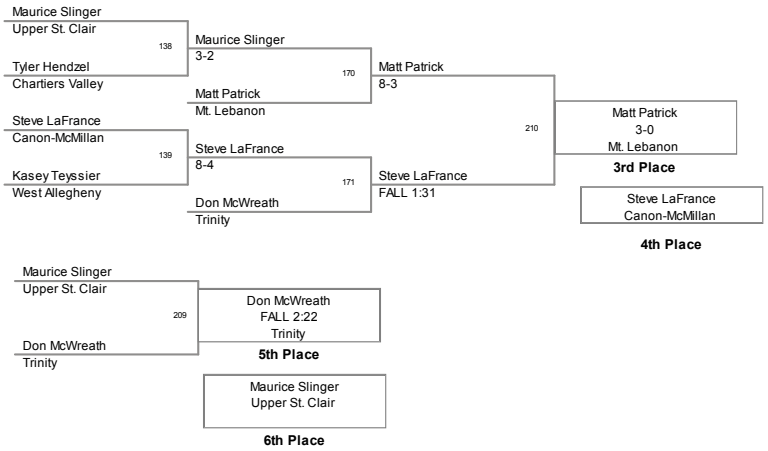 Maurice Slinger
Upper St. Clair
138
Maurice Slinger
3-2
Tyler Hendzel
Chartiers Valley
170
Matt Patrick
8-3
Matt Patrick
Mt. Lebanon
Steve LaFrance
Canon-McMillan
139
Steve LaFrance
8-4
Kasey Teyssier
West Allegheny
171
Steve LaFrance
FALL 1:31
Don McWreath
Trinity
210
Matt Patrick
3-0
Mt. Lebanon
3rd Place
Steve LaFrance
Canon-McMillan
4th Place
Maurice Slinger
Upper St. Clair
209
Don McWreath
Trinity
Don McWreath
FALL 2:22
Trinity
5th Place
Maurice Slinger
Upper St. Clair
6th Place